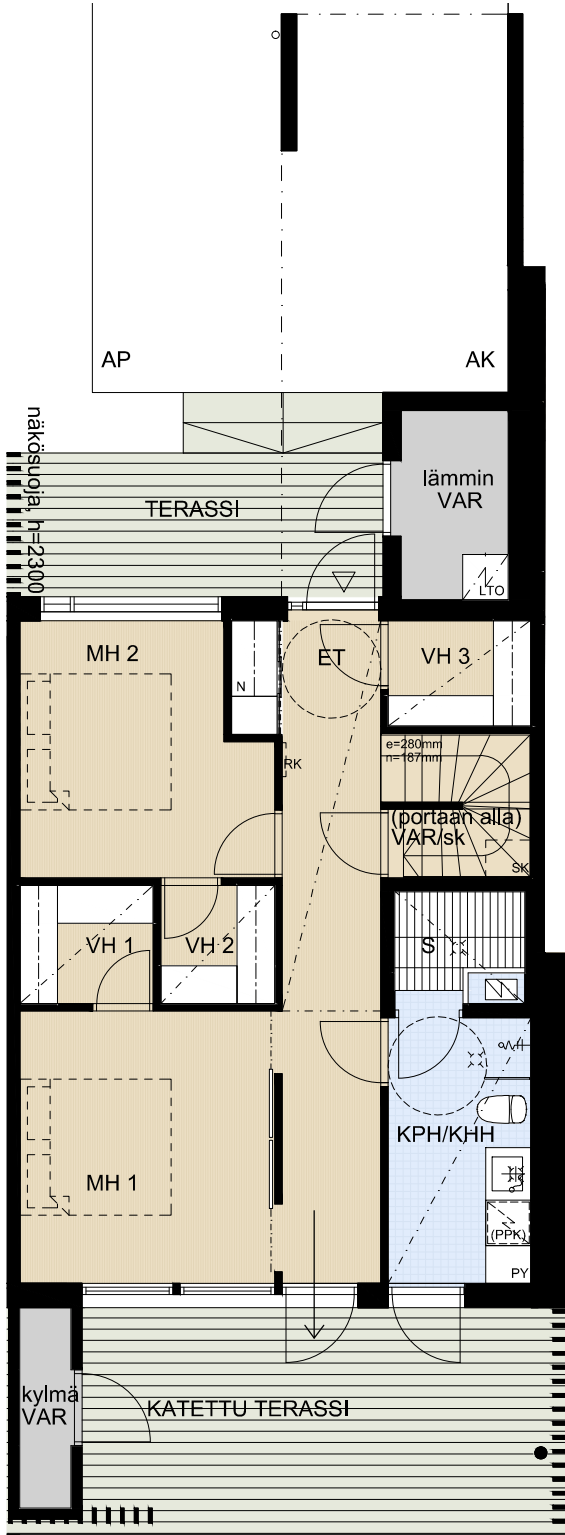 AP
AK
näkösuoja, h=2300
lämmin
VAR
TERASSI
LTO
MH 2
ET
VH 3
N
e=280mm
n=187mm
RK
(portaan alla)
VAR/sk
SK
VH 1
VH 2
S
KPH/KHH
MH 1
(PPK)
PY
kylmä
VAR
KATETTU TERASSI